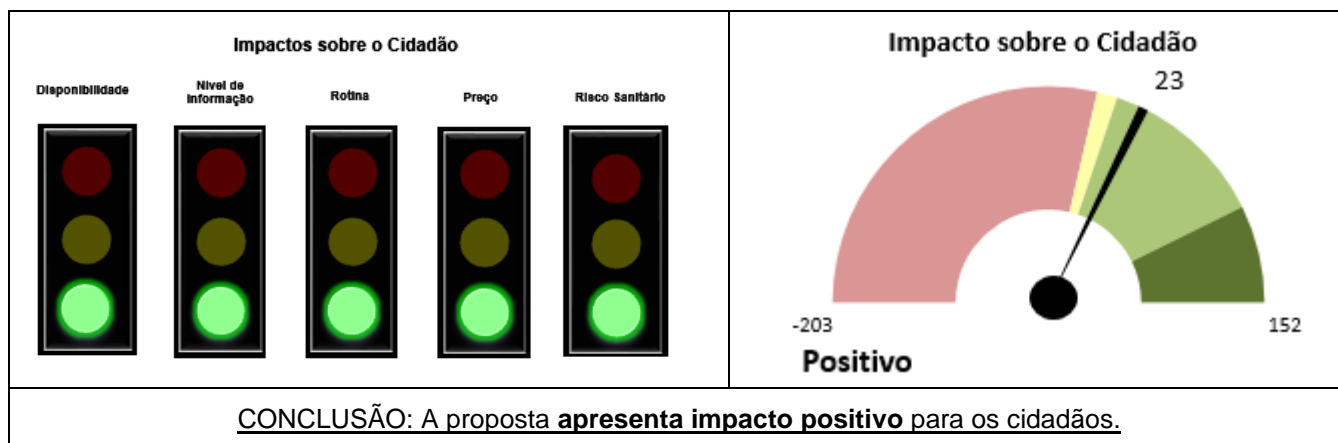 Impactos sobre o Cidadão
Disponibilidade
Nível de
Informação
Rotina
Preço
Risco Sanitário
Impacto sobre o Cidadão
23
-203
152
Positivo
CONCLUSÃO: A proposta apresenta impacto positivo para os cidadãos.